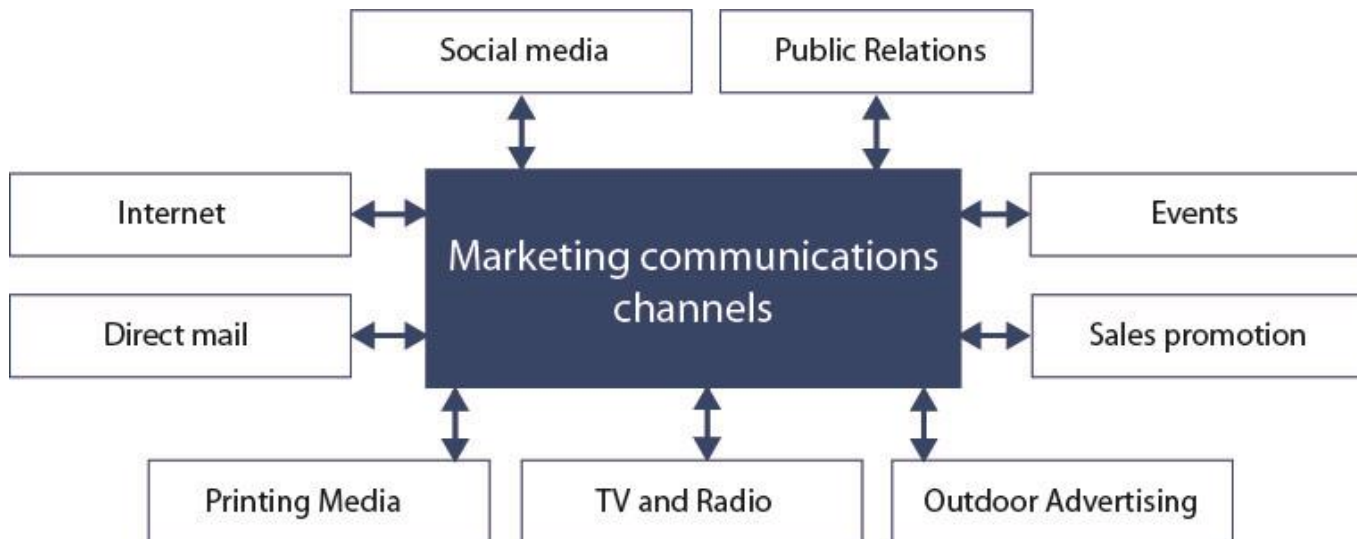 Social media
Public Relations
Internet
Events
Marketing communications
channels
Direct mail
Sales promotion
Printing Media
TV and Radio
Outdoor Advertising